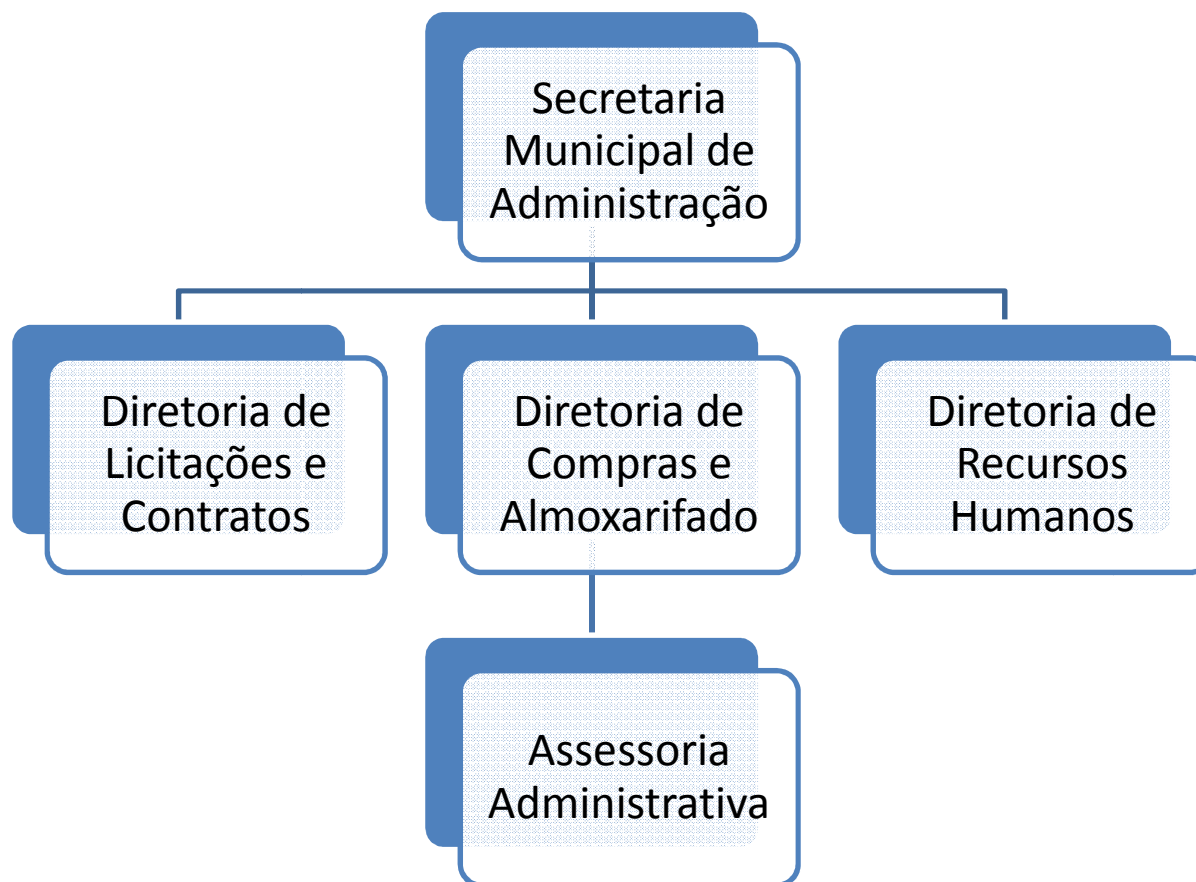 Secretaria
Municipal de
Administração
Diretoria de
Licitações e
Contratos
Diretoria de
Compras e
Almoxarifado
Diretoria de
Recursos
Humanos
Assessoria
Administrativa